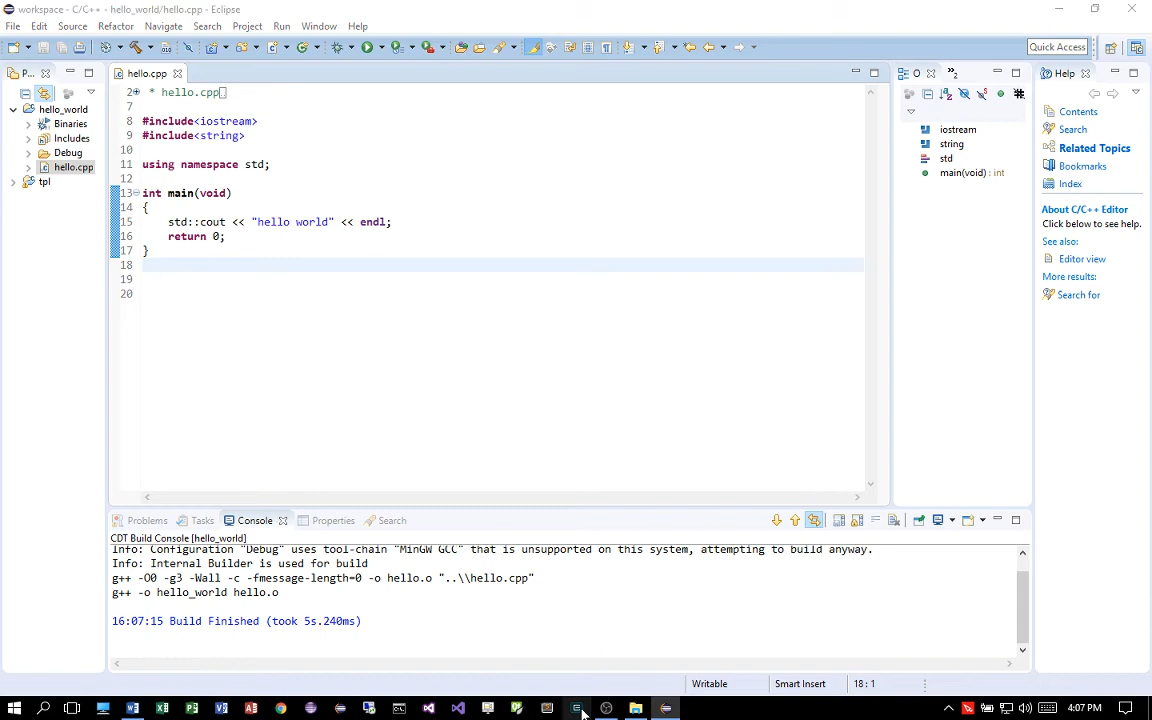 workspace - C/C++ - hello_world/hello.cpp - Eclipse
File Edit Source Refactor Navigate Search Project Run Window Help
Quick Access
P...
hello_world
Binaries
Includes
Debug
hello.cpp
tpl
hello.cpp
2 * hello.cpp
7
8 #include<iostream>
9 #include<string>
10
11 using namespace std;
12
13 int main(void)
14 {
15 std::cout << "hello world" << endl;
16 return 0;
17 }
18
19
20
O
iostream
string
std
main(void) : int
Help
Contents
Search
Related Topics
Bookmarks
Index
About C/C++ Editor
Click below to see help.
See also:
Editor view
More results:
Search for
Problems Tasks Console Properties Search
CDT Build Console [hello_world]
Info: Configuration "Debug" uses tool-chain "MinGW GCC" that is unsupported on this system, attempting to build anyway.
Info: Internal Builder is used for build
g++ -O0 -g3 -Wall -c -fmessage-length=0 -o hello.o "..\\hello.cpp"
g++ -o hello_world hello.o
16:07:15 Build Finished (took 5s.240ms)
Writable Smart Insert 18 : 1
4:07 PM